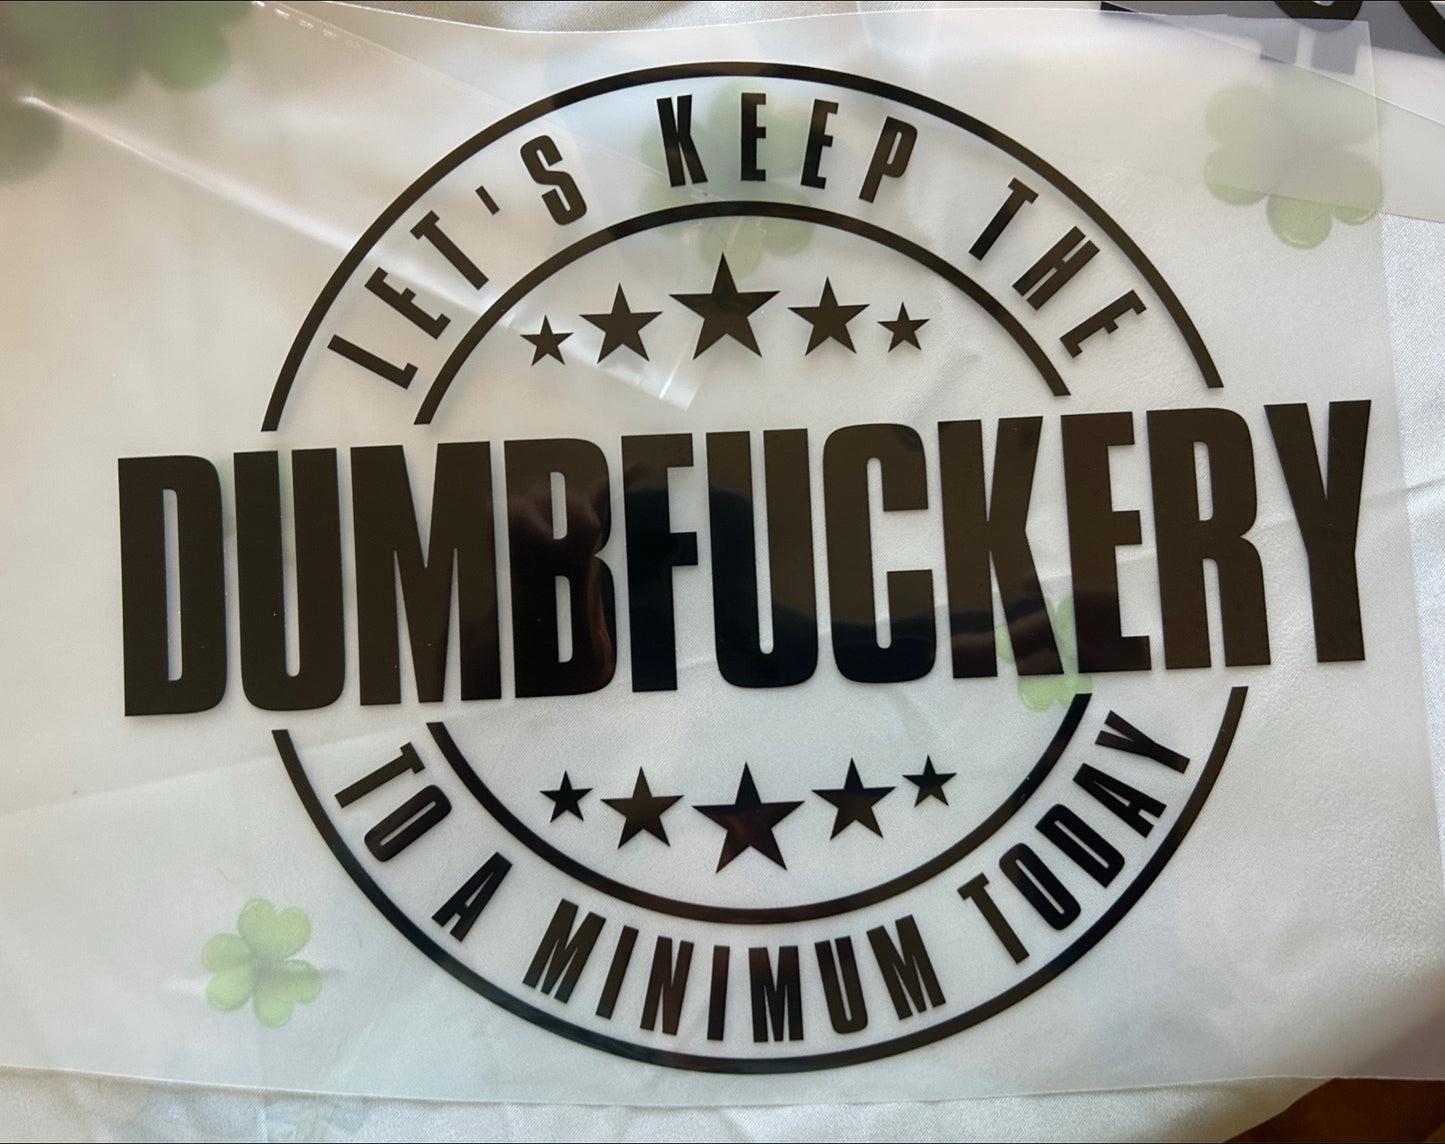 LET'S KEEP THE
DUMBFUCKERY
TO A MINIMUM TODAY